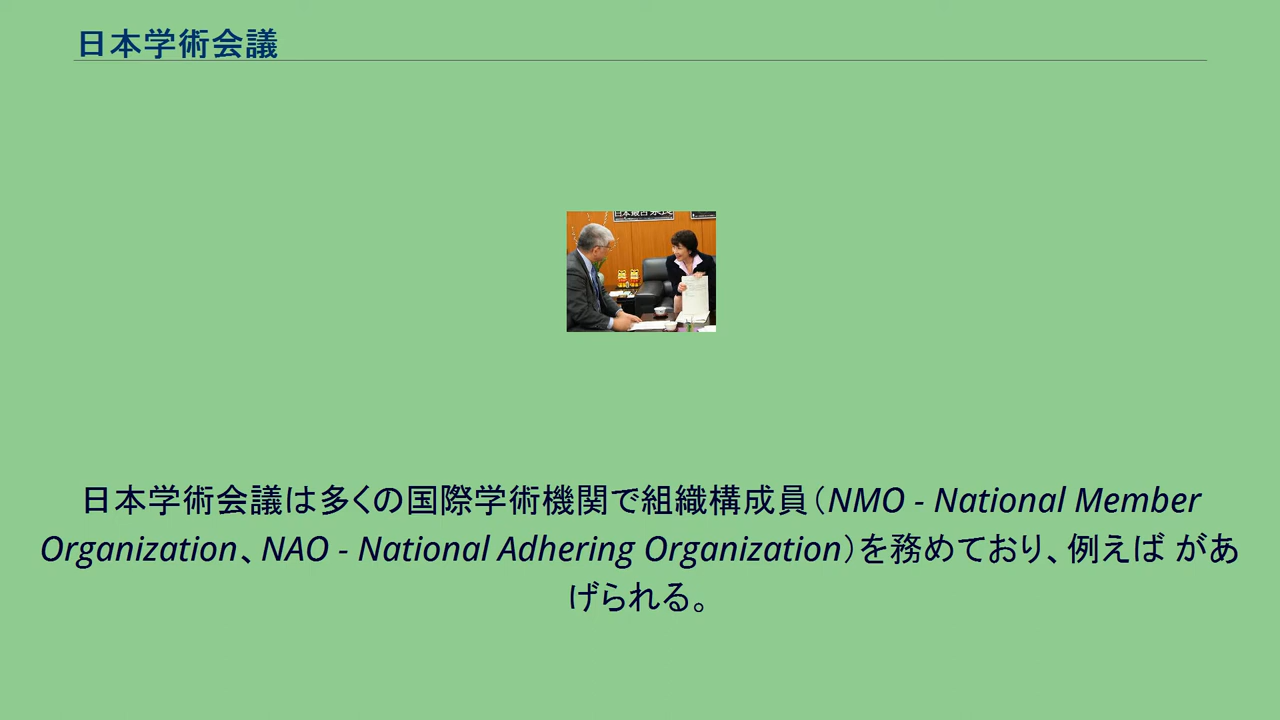 日本学術会議
日本学術会議は多くの国際学術機関で組織構成員（NMO - National Member
Organization、NAO - National Adhering Organization）を務めており、例えば があ
げられる。